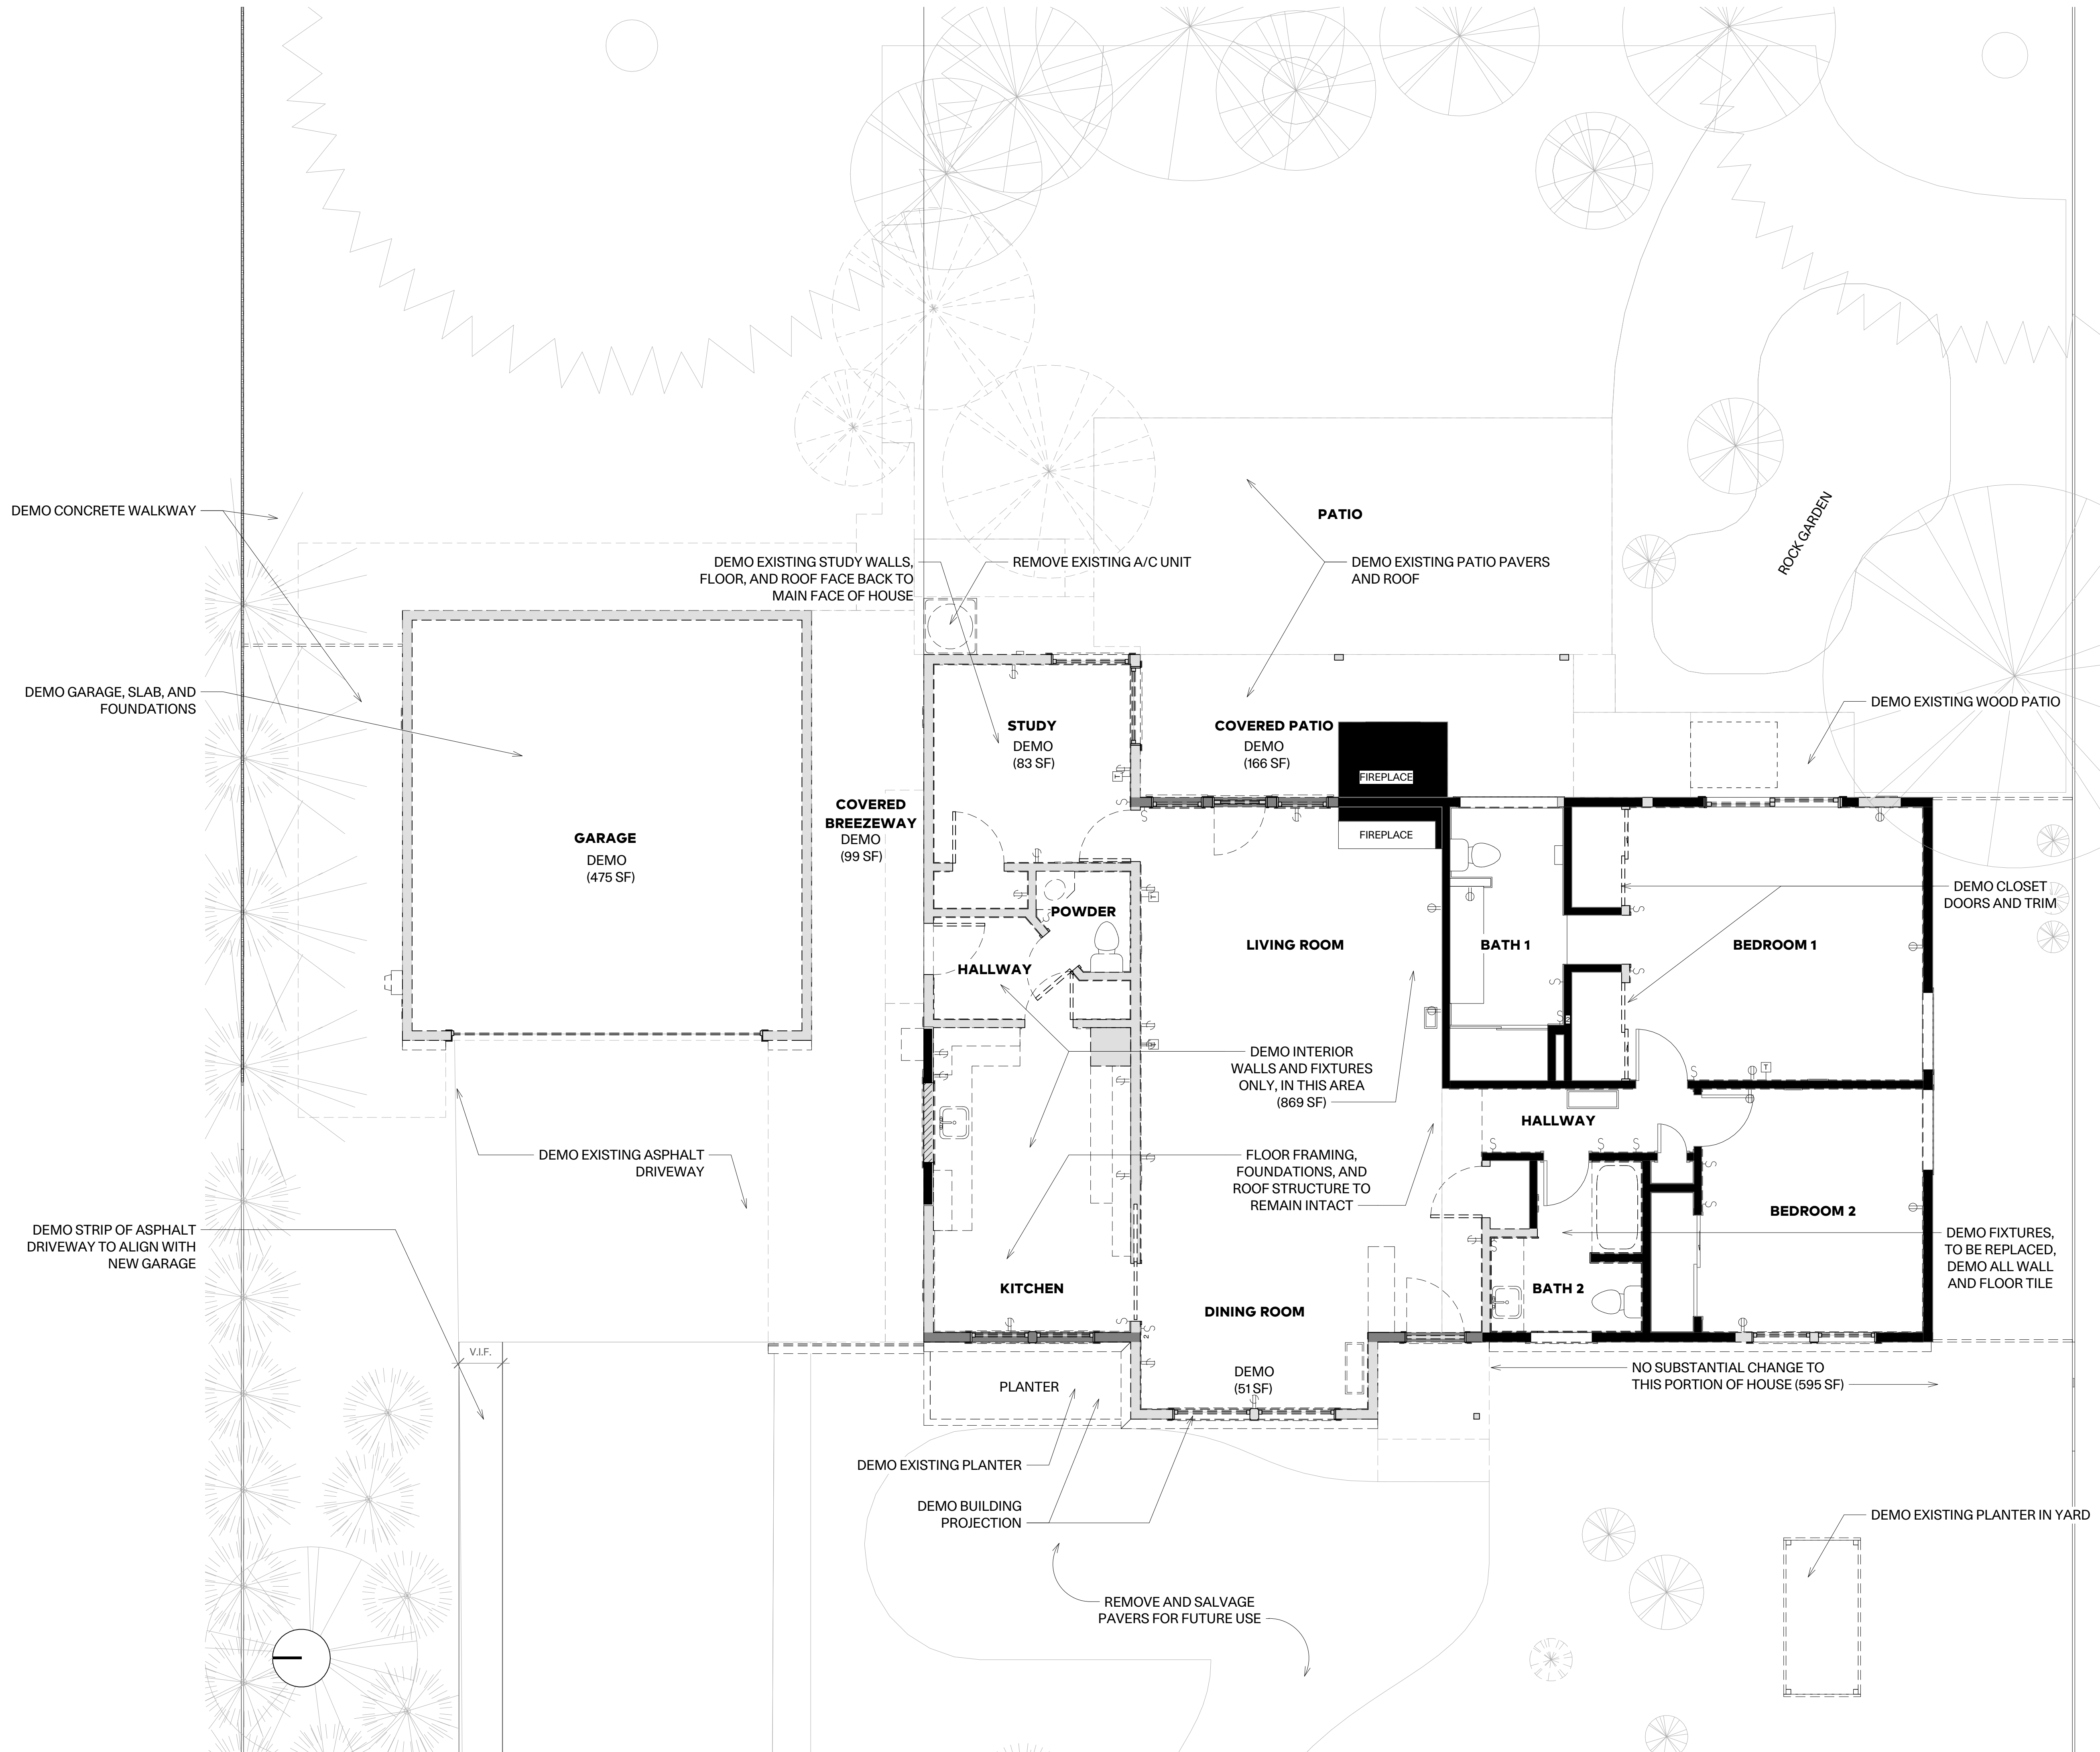 DEMO CONCRETE WALKWAY
DEMO EXISTING STUDY WALLS,
FLOOR, AND ROOF FACE BACK TO
MAIN FACE OF HOUSE
REMOVE EXISTING A/C UNIT
PATIO
DEMO EXISTING PATIO PAVERS
AND ROOF
ROCK GARDEN
DEMO GARAGE, SLAB, AND
FOUNDATIONS
DEMO EXISTING WOOD PATIO
STUDY
DEMO
(83 SF)
COVERED PATIO
DEMO
(166 SF)
FIREPLACE
FIREPLACE
COVERED
BREEZEWAY
DEMO
(99 SF)
GARAGE
DEMO
(475 SF)
POWDER
HALLWAY
LIVING ROOM
BATH 1
BEDROOM 1
DEMO CLOSET
DOORS AND TRIM
T
T
T
T
DEMO INTERIOR
WALLS AND FIXTURES
ONLY, IN THIS AREA
(869 SF)
HALLWAY
DEMO EXISTING ASPHALT
DRIVEWAY
FLOOR FRAMING,
FOUNDATIONS, AND
ROOF STRUCTURE TO
REMAIN INTACT
DEMO STRIP OF ASPHALT
DRIVEWAY TO ALIGN WITH
NEW GARAGE
BEDROOM 2
DEMO FIXTURES,
TO BE REPLACED,
DEMO ALL WALL
AND FLOOR TILE
KITCHEN
DINING ROOM
BATH 2
2
V.I.F.
PLANTER
DEMO
(51 SF)
NO SUBSTANTIAL CHANGE TO
THIS PORTION OF HOUSE (595 SF)
DEMO EXISTING PLANTER
DEMO BUILDING
PROJECTION
DEMO EXISTING PLANTER IN YARD
REMOVE AND SALVAGE
PAVERS FOR FUTURE USE